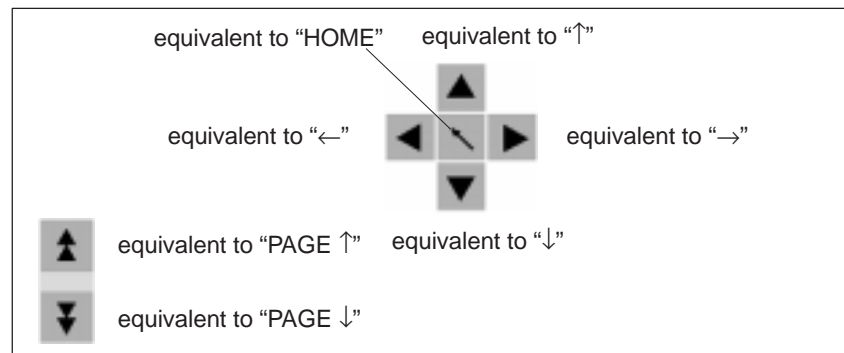 equivalent to “HOME” equivalent to “↑”
equivalent to “←” equivalent to “→”
equivalent to “PAGE ↑” equivalent to “↓”
equivalent to “PAGE ↓”